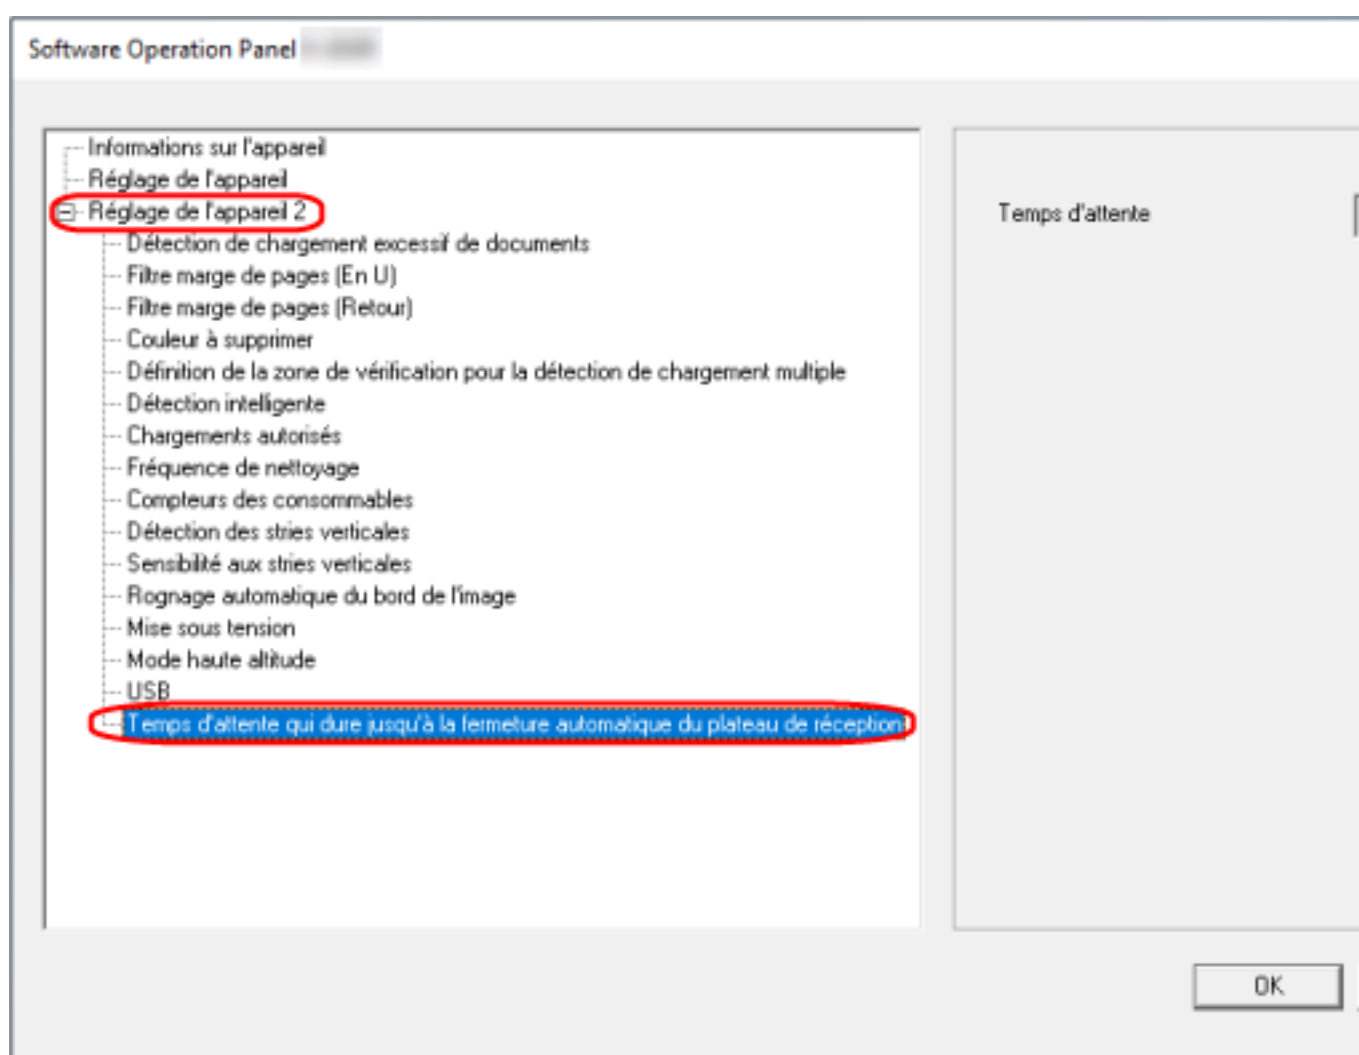 Software Operation Panel
Informations sur l'appareil
Réglage de l'appareil
Réglage de l'appareil 2
Détection de chargement excessif de documents
Filtre marge de pages (En U)
Filtre marge de pages (Retour)
Couleur à supprimer
Définition de la zone de vérification pour la détection de chargement multiple
Détection intelligente
Chargements autorisés
Fréquence de nettoyage
Compteurs des consommables
Détection des stries verticales
Sensibilité aux stries verticales
Rognage automatique du bord de l'image
Mise sous tension
Mode haute altitude
USB
Temps d'attente qui dure jusqu'à la fermeture automatique du plateau de réception
Temps d'attente
OK